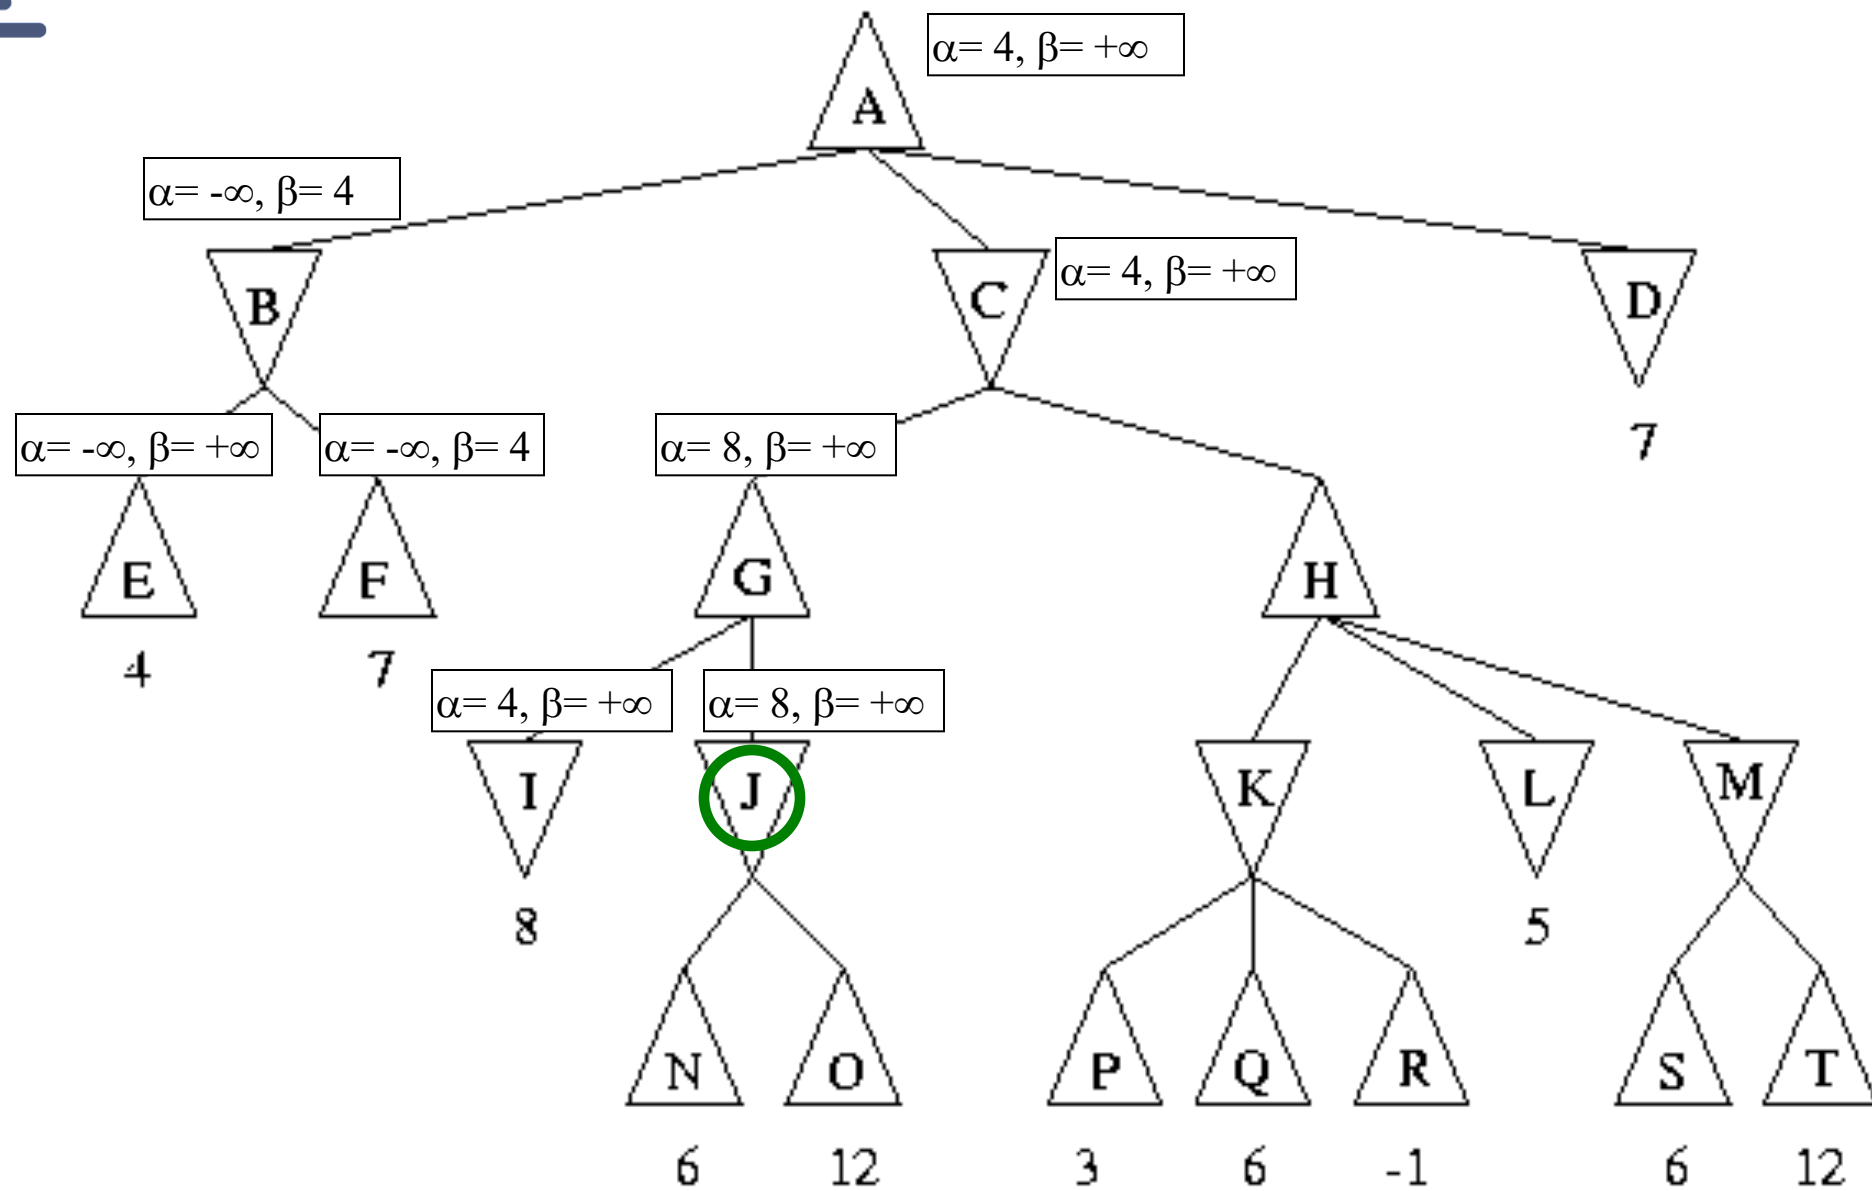 α= 4, β= +∞
A
α= -∞, β= 4
B
C
α= 4, β= +∞
D
7
α= -∞, β= +∞
α= -∞, β= 4
α= 8, β= +∞
E
F
G
H
4
7
α= 4, β= +∞
α= 8, β= +∞
I
J
K
L
M
8
5
N
O
P
Q
R
S
T
6
12
3
6
-1
6
12